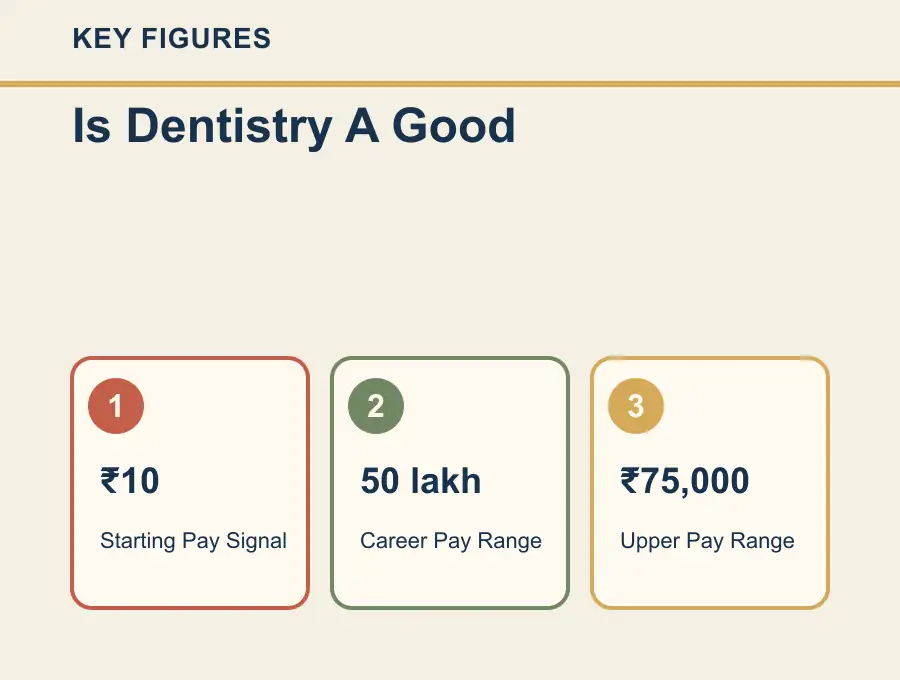 KEY FIGURES
Is Dentistry A Good
1
₹10
Starting Pay Signal
2
50 lakh
Career Pay Range
3
₹75,000
Upper Pay Range